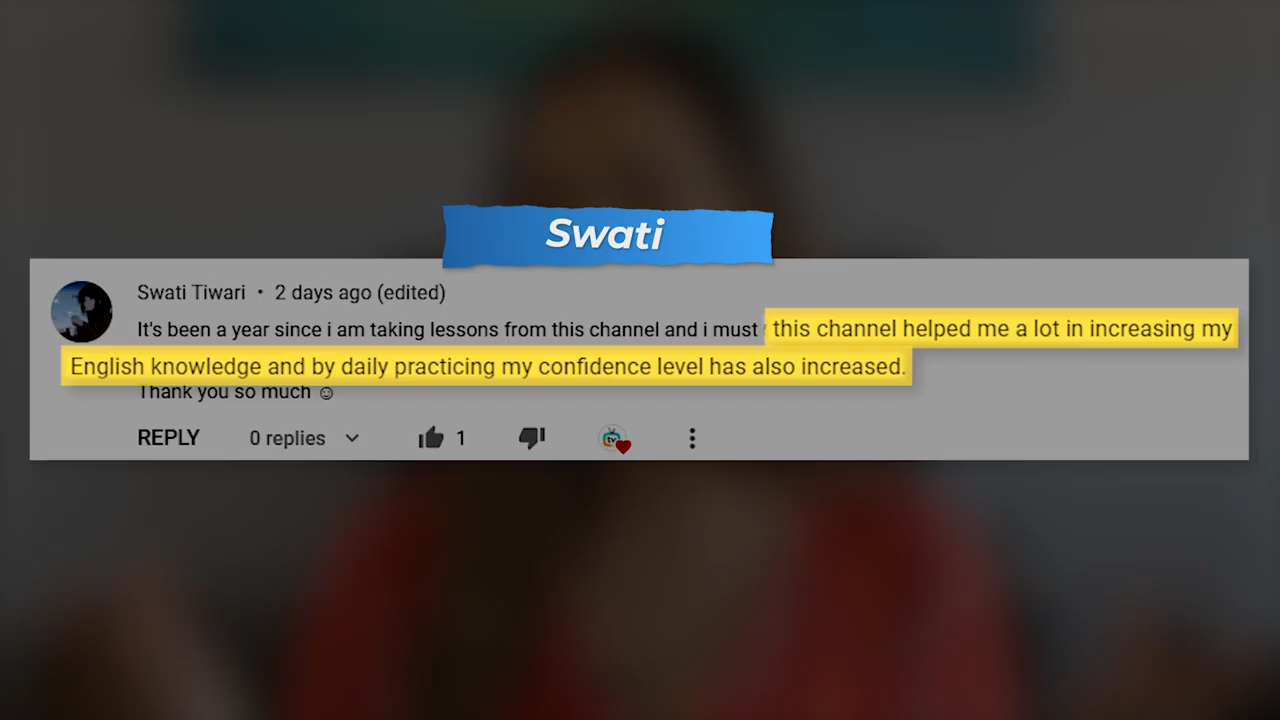 Swati
Swati Tiwari • 2 days ago (edited)
It's been a year since i am taking lessons from this channel and i must this channel helped me a lot in increasing my
English knowledge and by daily practicing my confidence level has also increased.
Thank you so much ☺
REPLY 0 replies 1
tv